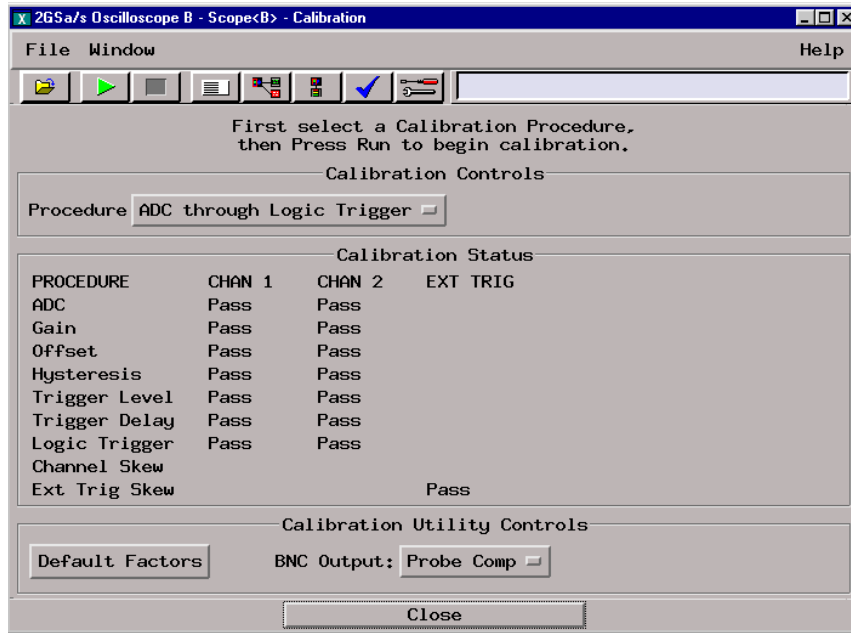 2GSa/s Oscilloscope B - Scope<B> - Calibration
File Window Help
First select a Calibration Procedure,
then Press Run to begin calibration.
Calibration Controls
Procedure ADC through Logic Trigger
Calibration Status
PROCEDURE CHAN 1 CHAN 2 EXT TRIG
ADC Pass Pass
Gain Pass Pass
Offset Pass Pass
Hysteresis Pass Pass
Trigger Level Pass Pass
Trigger Delay Pass Pass
Logic Trigger Pass Pass
Channel Skew
Ext Trig Skew Pass
Calibration Utility Controls
Default Factors BNC Output: Probe Comp
Close